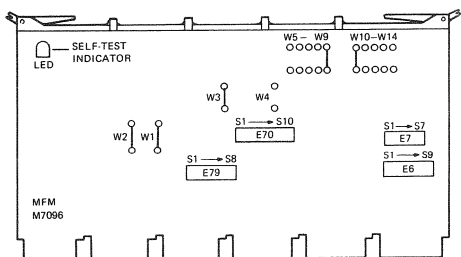 W5 – W9 W10–W14
SELF-TEST
INDICATOR
LED
W3 W4
W2 W1
S1 → S10
E70
S1 → S7
E7
S1 → S8
E79
S1 → S9
E6
MFM
M7096